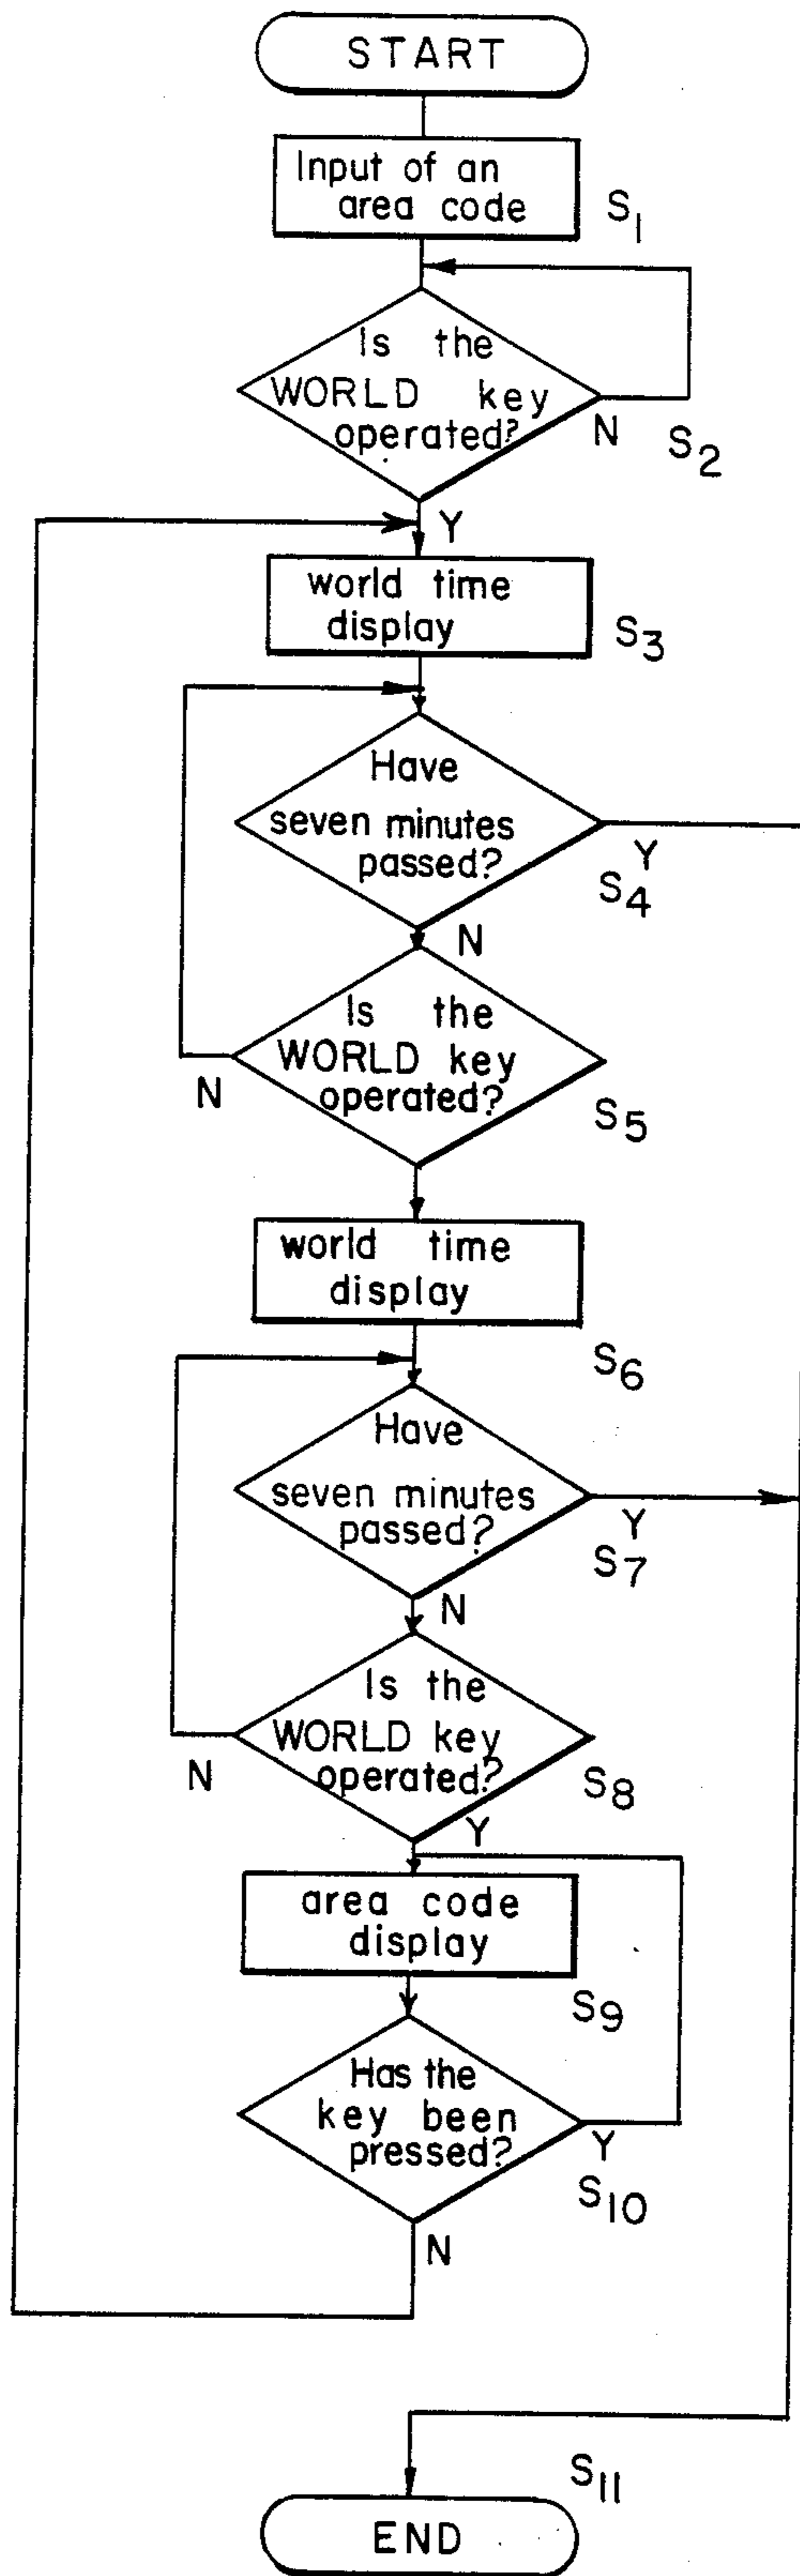 START
Input of an
area code
S1
Is the
WORLD key
operated?
N
S2
Y
world time
display
S3
Have
seven minutes
passed?
Y
S4
N
Is the
WORLD key
operated?
N
S5
world time
display
S6
Have
seven minutes
passed?
Y
S7
N
Is the
WORLD key
operated?
N
S8
Y
area code
display
S9
Has the
key been
pressed?
Y
S10
N
S11
END